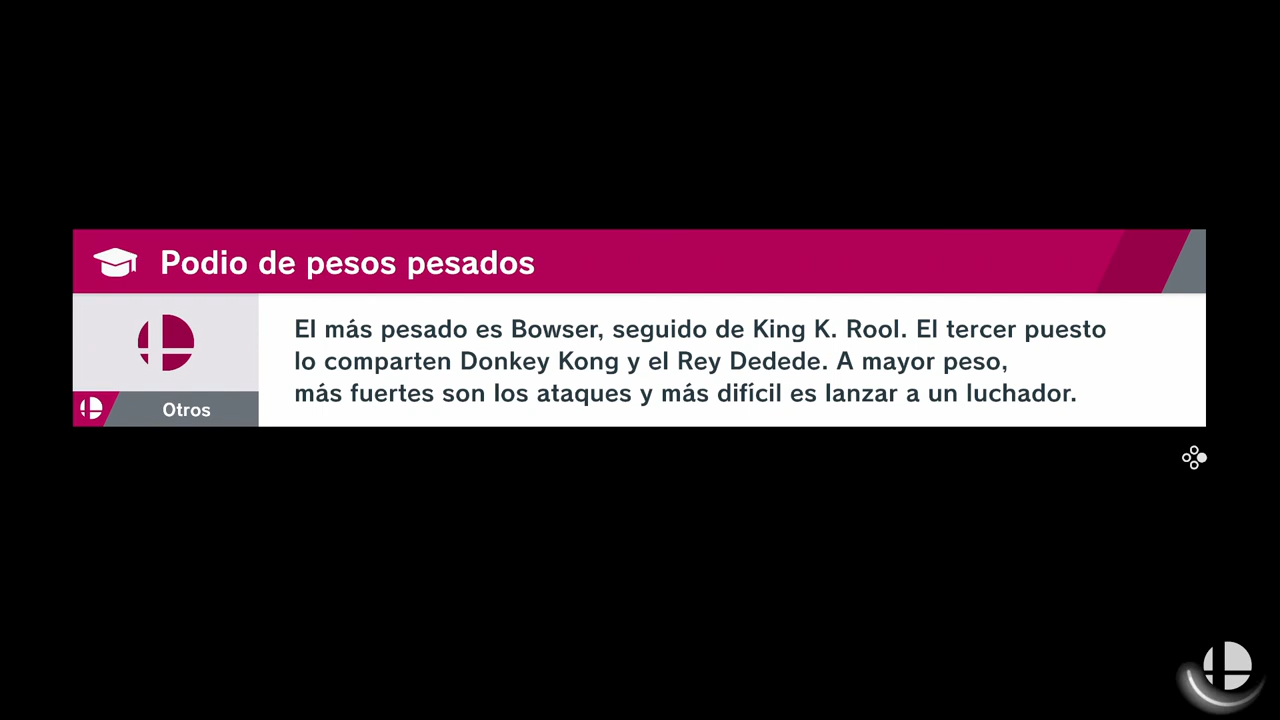 Podio de pesos pesados
El más pesado es Bowser, seguido de King K. Rool. El tercer puesto
lo comparten Donkey Kong y el Rey Dedede. A mayor peso,
más fuertes son los ataques y más difícil es lanzar a un luchador.
Otros